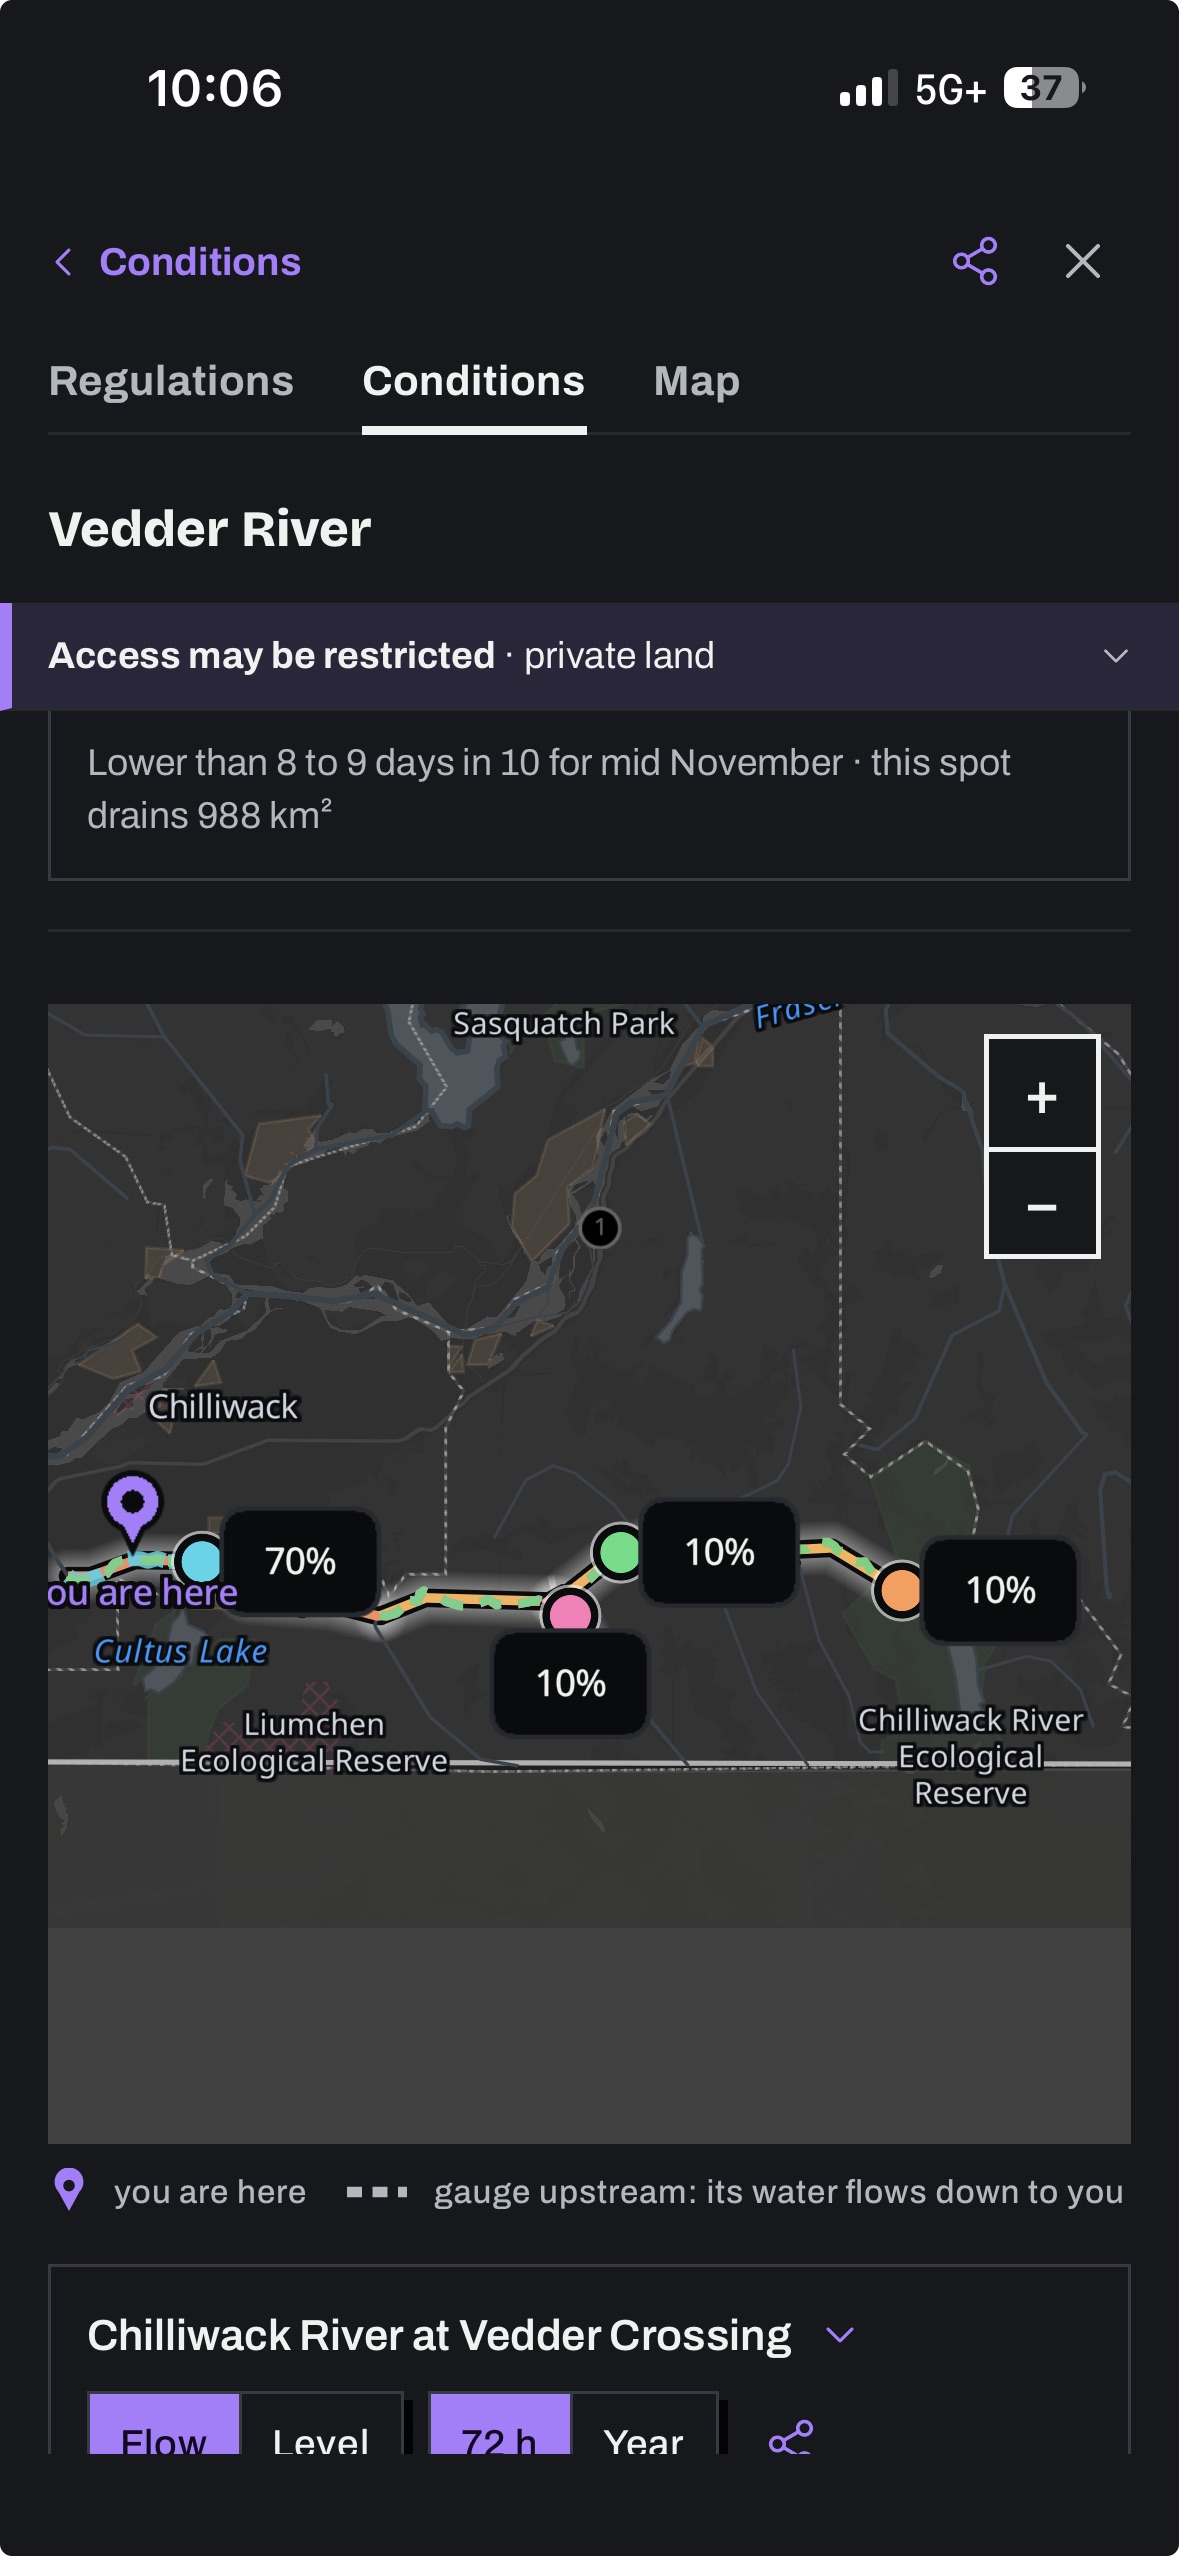 10:06
5G+ 37
Conditions
Regulations Conditions Map
Vedder River
Access may be restricted · private land
Lower than 8 to 9 days in 10 for mid November · this spot
drains 988 km²
Sasquatch Park
Fraser
+
−
1
Chilliwack
70%
10%
10%
10%
ou are here
Cultus Lake
Liumchen
Ecological Reserve
Chilliwack River
Ecological
Reserve
you are here gauge upstream: its water flows down to you
Chilliwack River at Vedder Crossing
Flow Level 72 h Year